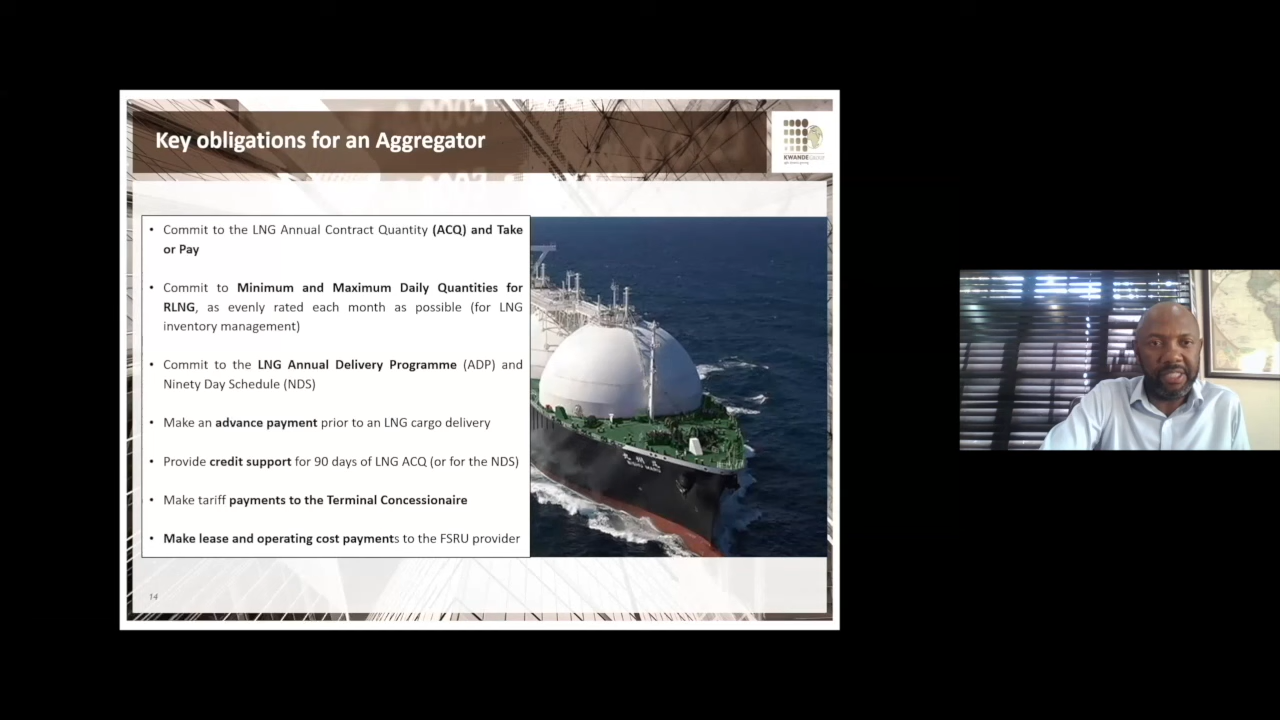 Key obligations for an Aggregator
KWANDE
• Commit to the LNG Annual Contract Quantity (ACQ) and Take
or Pay
• Commit to Minimum and Maximum Daily Quantities for
RLNG, as evenly rated each month as possible (for LNG
inventory management)
• Commit to the LNG Annual Delivery Programme (ADP) and
Ninety Day Schedule (NDS)
• Make an advance payment prior to an LNG cargo delivery
• Provide credit support for 90 days of LNG ACQ (or for the NDS)
• Make tariff payments to the Terminal Concessionaire
• Make lease and operating cost payments to the FSRU provider
14